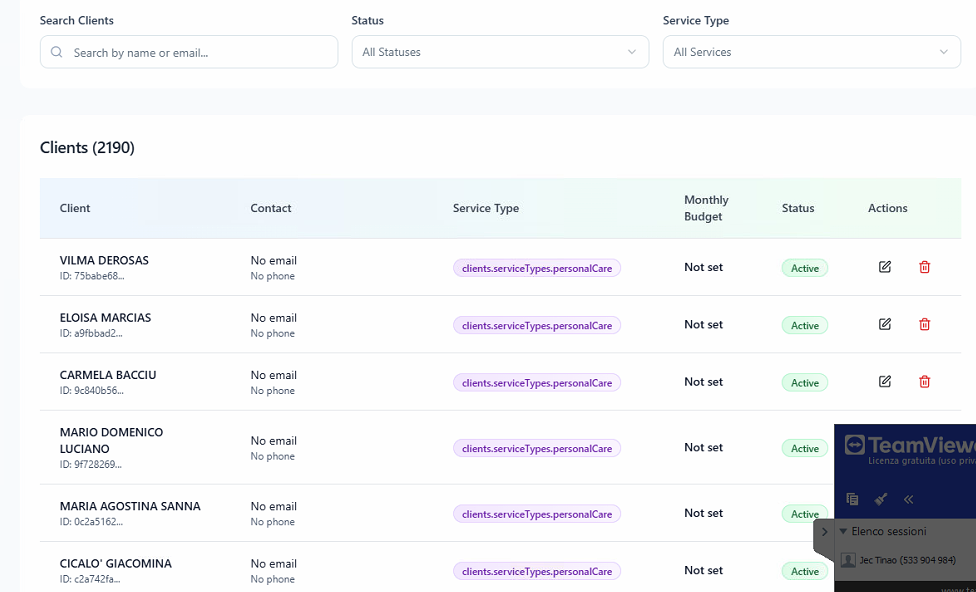 Search Clients
Status
Service Type
Search by name or email...
All Statuses
All Services
Clients (2190)
Client
Contact
Service Type
Monthly
Budget
Status
Actions
VILMA DEROSAS
ID: 75babe68...
No email
No phone
clients.serviceTypes.personalCare
Not set
Active
ELOISA MARCIAS
ID: a9fbbad2...
No email
No phone
clients.serviceTypes.personalCare
Not set
Active
CARMELA BACCIU
ID: 9c840b56...
No email
No phone
clients.serviceTypes.personalCare
Not set
Active
MARIO DOMENICO
LUCIANO
ID: 9f728269...
No email
No phone
clients.serviceTypes.personalCare
Not set
Active
MARIA AGOSTINA SANNA
ID: 0c2a5162...
No email
No phone
clients.serviceTypes.personalCare
Not set
Active
CICALO' GIACOMINA
ID: c2a742fa...
No email
No phone
clients.serviceTypes.personalCare
Not set
Active
TeamViewe
Licenza gratuita (uso priv
Elenco sessioni
Jec Tinao (533 904 984)